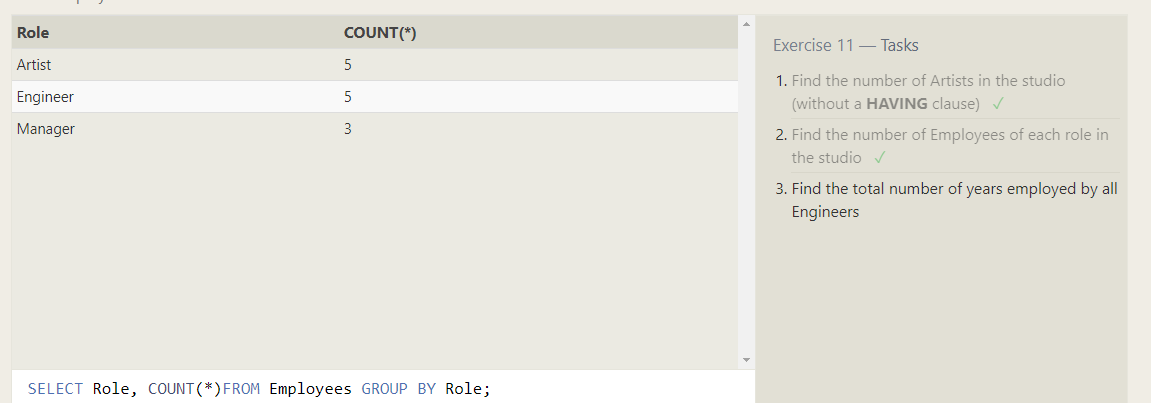 Role COUNT(*)
Artist 5
Engineer 5
Manager 3
Exercise 11 — Tasks
1. Find the number of Artists in the studio
(without a HAVING clause) ✓
2. Find the number of Employees of each role in
the studio ✓
3. Find the total number of years employed by all
Engineers
SELECT Role, COUNT(*)FROM Employees GROUP BY Role;